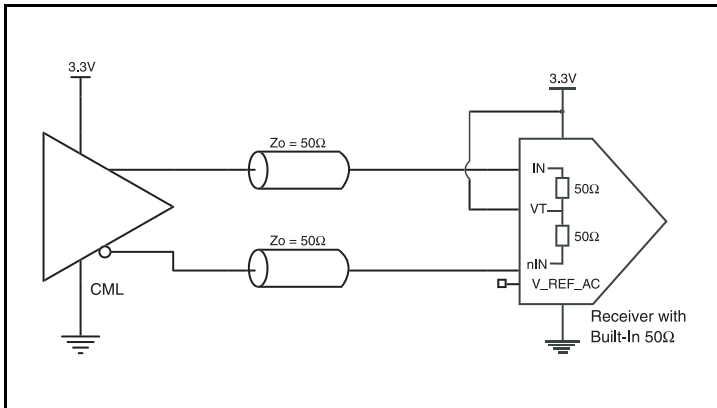 3.3V
3.3V
Zo = 50Ω
IN
50Ω
VT
50Ω
Zo = 50Ω
nIN
V_REF_AC
CML
Receiver with
Built-In 50Ω